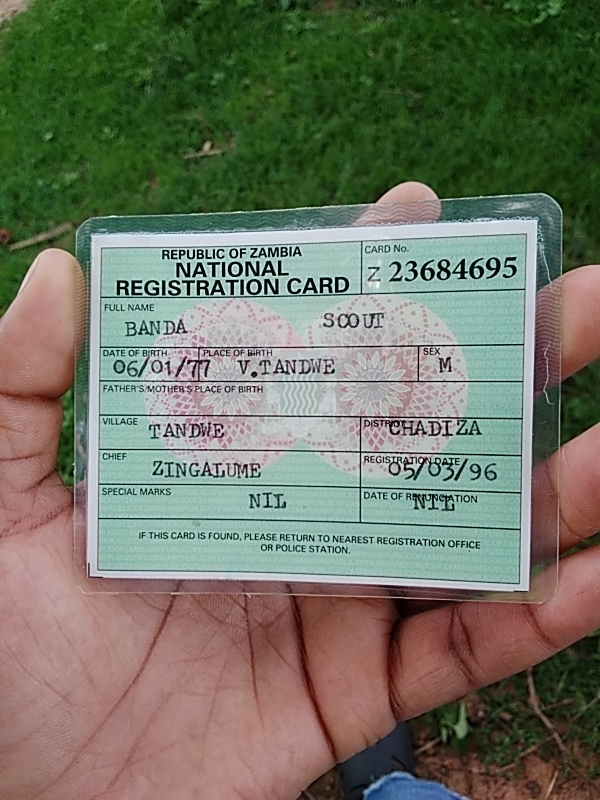 REPUBLIC OF ZAMBIA
NATIONAL
REGISTRATION CARD
CARD No.
Z 23684695
FULL NAME
BANDA SCOUT
DATE OF BIRTH PLACE OF BIRTH SEX
06/01/77 V.TANDWE M
FATHER'S/MOTHER'S PLACE OF BIRTH
VILLAGE TANDWE DISTRICT CHADIZA
CHIEF ZINGALUME REGISTRATION DATE 05/03/96
SPECIAL MARKS NIL DATE OF RENUNCIATION NIL
IF THIS CARD IS FOUND, PLEASE RETURN TO NEAREST REGISTRATION OFFICE
OR POLICE STATION.